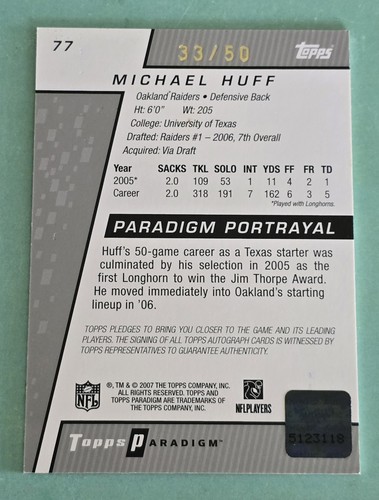 77
33/50
Topps
MICHAEL HUFF
Oakland Raiders • Defensive Back
Ht: 6'0" Wt: 205
College: University of Texas
Drafted: Raiders #1 – 2006, 7th Overall
Acquired: Via Draft
Year SACKS TKL SOLO INT YDS FF FR TD
2005* 2.0 109 53 1 11 4 2 1
Career 2.0 318 191 7 162 6 3 5
*Played with Longhorns.
PARADIGM PORTRAYAL
Huff's 50-game career as a Texas starter was
culminated by his selection in 2005 as the
first Longhorn to win the Jim Thorpe Award.
He moved immediately into Oakland's starting
lineup in '06.
TOPPS PLEDGES TO BRING YOU CLOSER TO THE GAME AND ITS LEADING
PLAYERS. THE SIGNING OF ALL TOPPS AUTOGRAPH CARDS IS WITNESSED BY
TOPPS REPRESENTATIVES TO GUARANTEE AUTHENTICITY.
NFL
®, TM & © 2007 THE TOPPS COMPANY, INC.
ALL RIGHTS RESERVED. TOPPS AND
TOPPS PARADIGM ARE TRADEMARKS OF
THE TOPPS COMPANY, INC.
NFLPLAYERS
5123118
Topps PARADIGM™